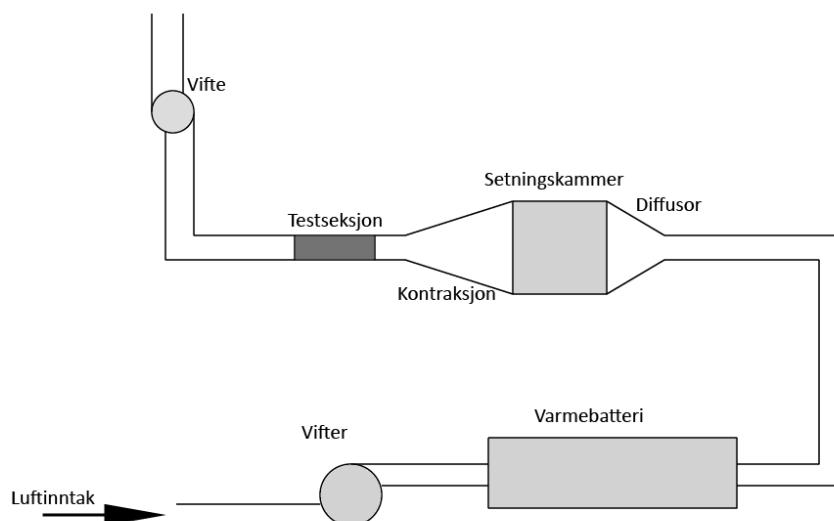 Vifte
Setningskammer
Diffusor
Testseksjon
Kontraksjon
Varmebatteri
Vifter
Luftinntak